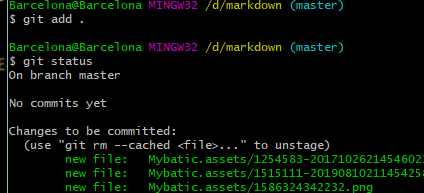 Barcelona@Barcelona MINGW32 /d/markdown (master)
$ git add .
Barcelona@Barcelona MINGW32 /d/markdown (master)
$ git status
On branch master
No commits yet
Changes to be committed:
(use "git rm --cached <file>..." to unstage)
new file: Mybatic.assets/1254583-2017102621454602
new file: Mybatic.assets/1515111-2019081021145425
new file: Mybatic.assets/1586324342232.png